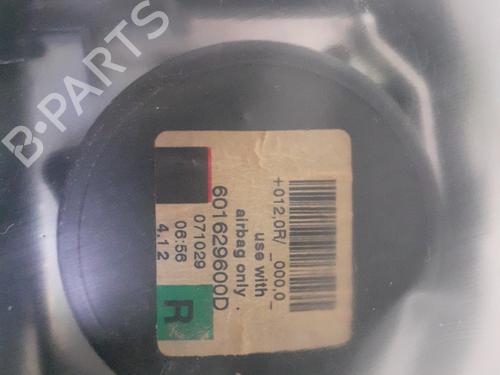 B-PARTS
+012,0R/ _000,0_
use with
airbag only .
601629600D
071029
06:56
4.1 2
R